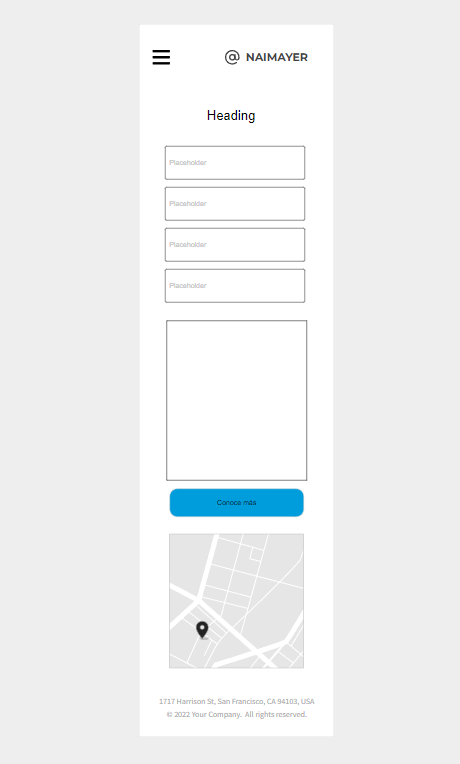 @ NAIMAYER
Heading
Placeholder
Placeholder
Placeholder
Placeholder
Conoce más
1717 Harrison St, San Francisco, CA 94103, USA
© 2022 Your Company. All rights reserved.